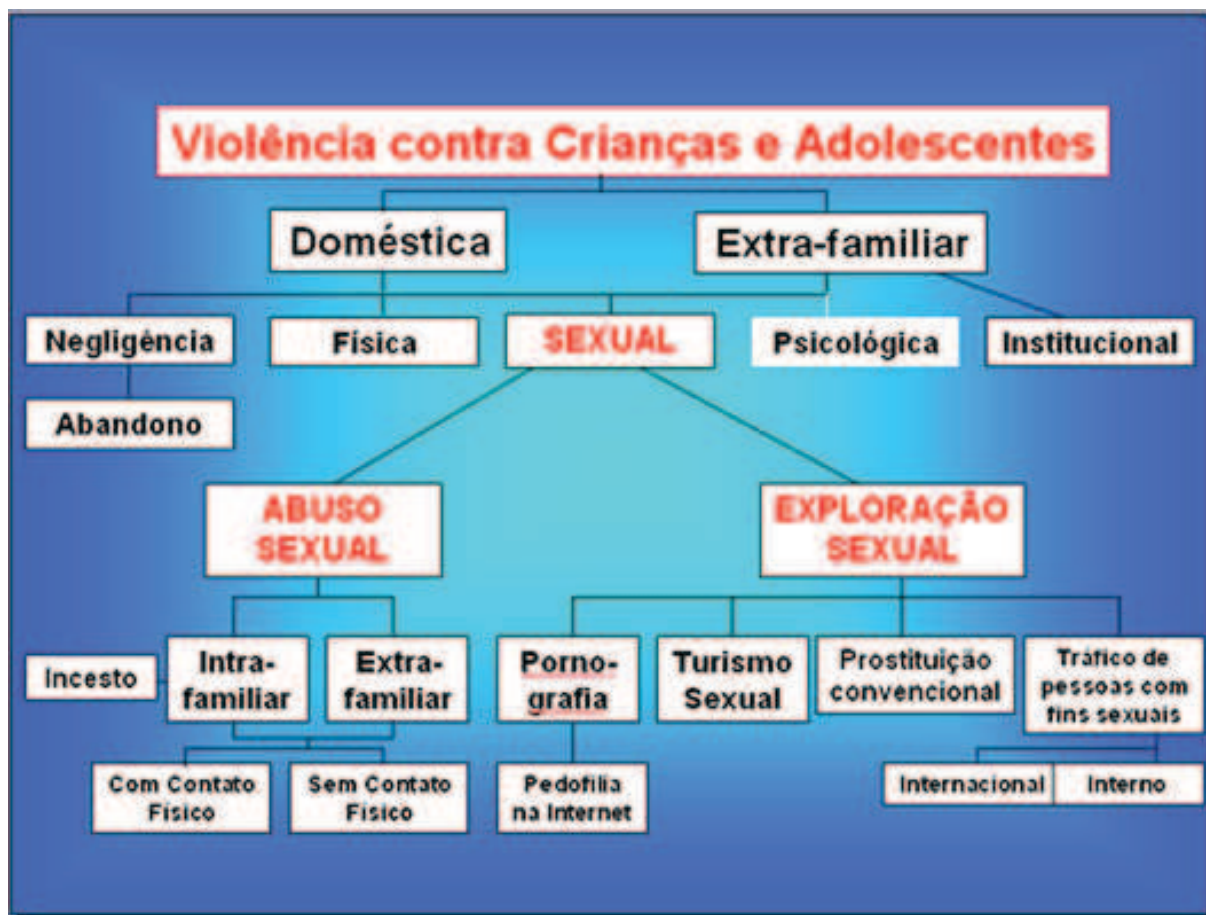 Violência contra Crianças e Adolescentes
Doméstica
Extra-familiar
Negligência
Física
SEXUAL
Psicológica
Institucional
Abandono
ABUSO
SEXUAL
EXPLORAÇÃO
SEXUAL
Incesto
Intra-
familiar
Extra-
familiar
Porno-
grafia
Turismo
Sexual
Prostituição
convencional
Tráfico de
pessoas com
fins sexuais
Com Contato
Físico
Sem Contato
Físico
Pedofilia
na Internet
Internacional
Interno